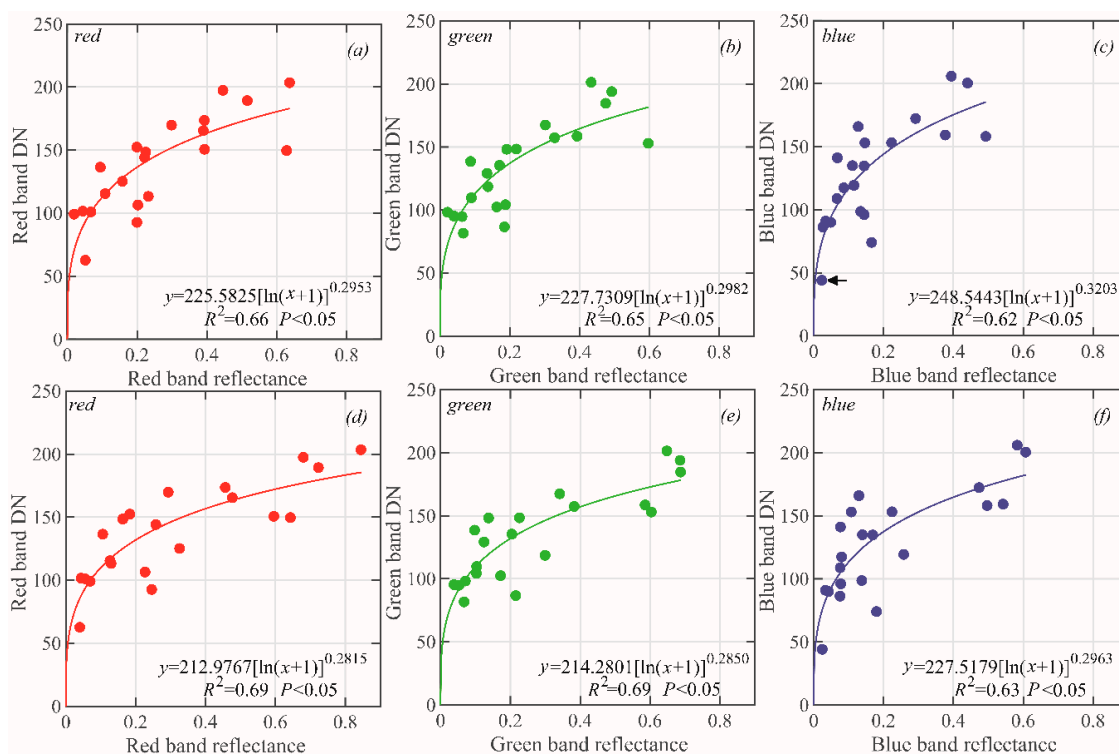 red
(a)
250
200
150
100
50
0
Red band DN
y=225.5825[ln(x+1)]^0.2953
R²=0.66 P<0.05
0 0.2 0.4 0.6 0.8
Red band reflectance
green
(b)
250
200
150
100
50
0
Green band DN
y=227.7309[ln(x+1)]^0.2982
R²=0.65 P<0.05
0 0.2 0.4 0.6 0.8
Green band reflectance
blue
(c)
250
200
150
100
50
0
Blue band DN
y=248.5443[ln(x+1)]^0.3203
R²=0.62 P<0.05
0 0.2 0.4 0.6 0.8
Blue band reflectance
red
(d)
250
200
150
100
50
0
Red band DN
y=212.9767[ln(x+1)]^0.2815
R²=0.69 P<0.05
0 0.2 0.4 0.6 0.8
Red band reflectance
green
(e)
250
200
150
100
50
0
Green band DN
y=214.2801[ln(x+1)]^0.2850
R²=0.69 P<0.05
0 0.2 0.4 0.6 0.8
Green band reflectance
blue
(f)
250
200
150
100
50
0
Blue band DN
y=227.5179[ln(x+1)]^0.2963
R²=0.63 P<0.05
0 0.2 0.4 0.6 0.8
Blue band reflectance